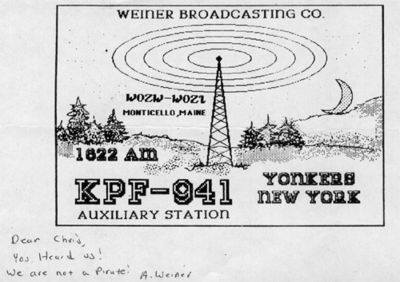 WEINER BROADCASTING CO.
WOZW-WOZI
MONTICELLO, MAINE
1622 AM
KPF-941
AUXILIARY STATION
YONKERS
NEW YORK
Dear Chris,
You Heard us!
We are not a Pirate! A. Weiner